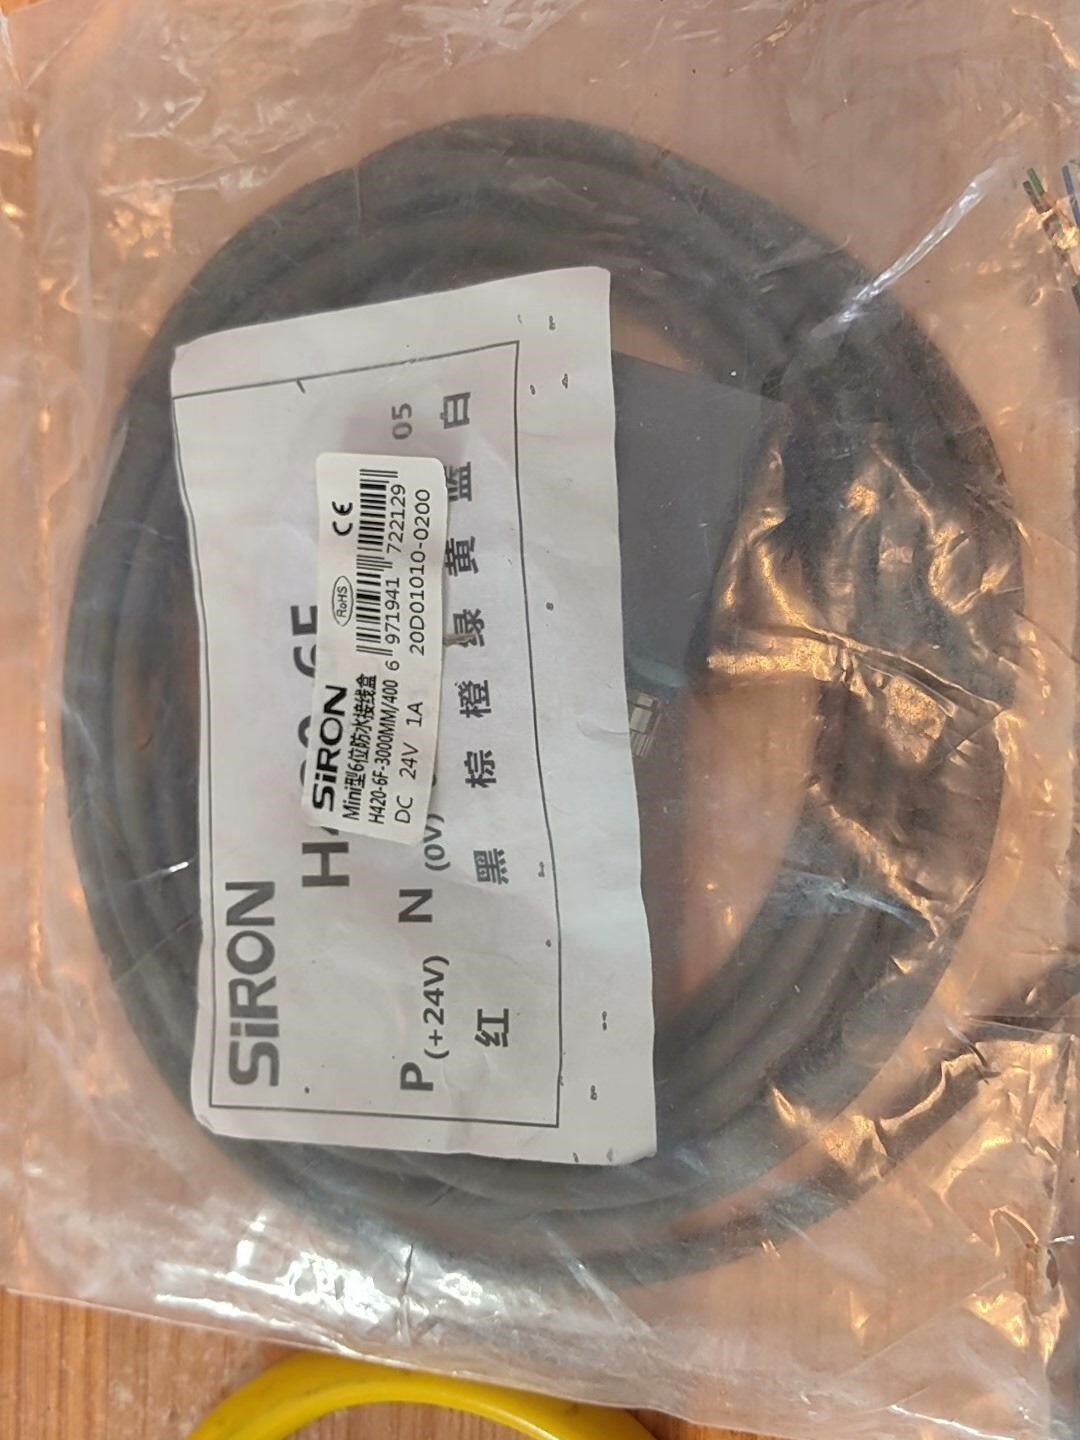 SiRON
H420-6F
P (+24V) N (0V) 05
红 黑 棕 橙 绿 黄 蓝 白
SiRON RoHS CE
Mini型6位防水接线盒
H420-6F-3000MM/400
6 971941 722129
DC 24V 1A 20D01010-0200